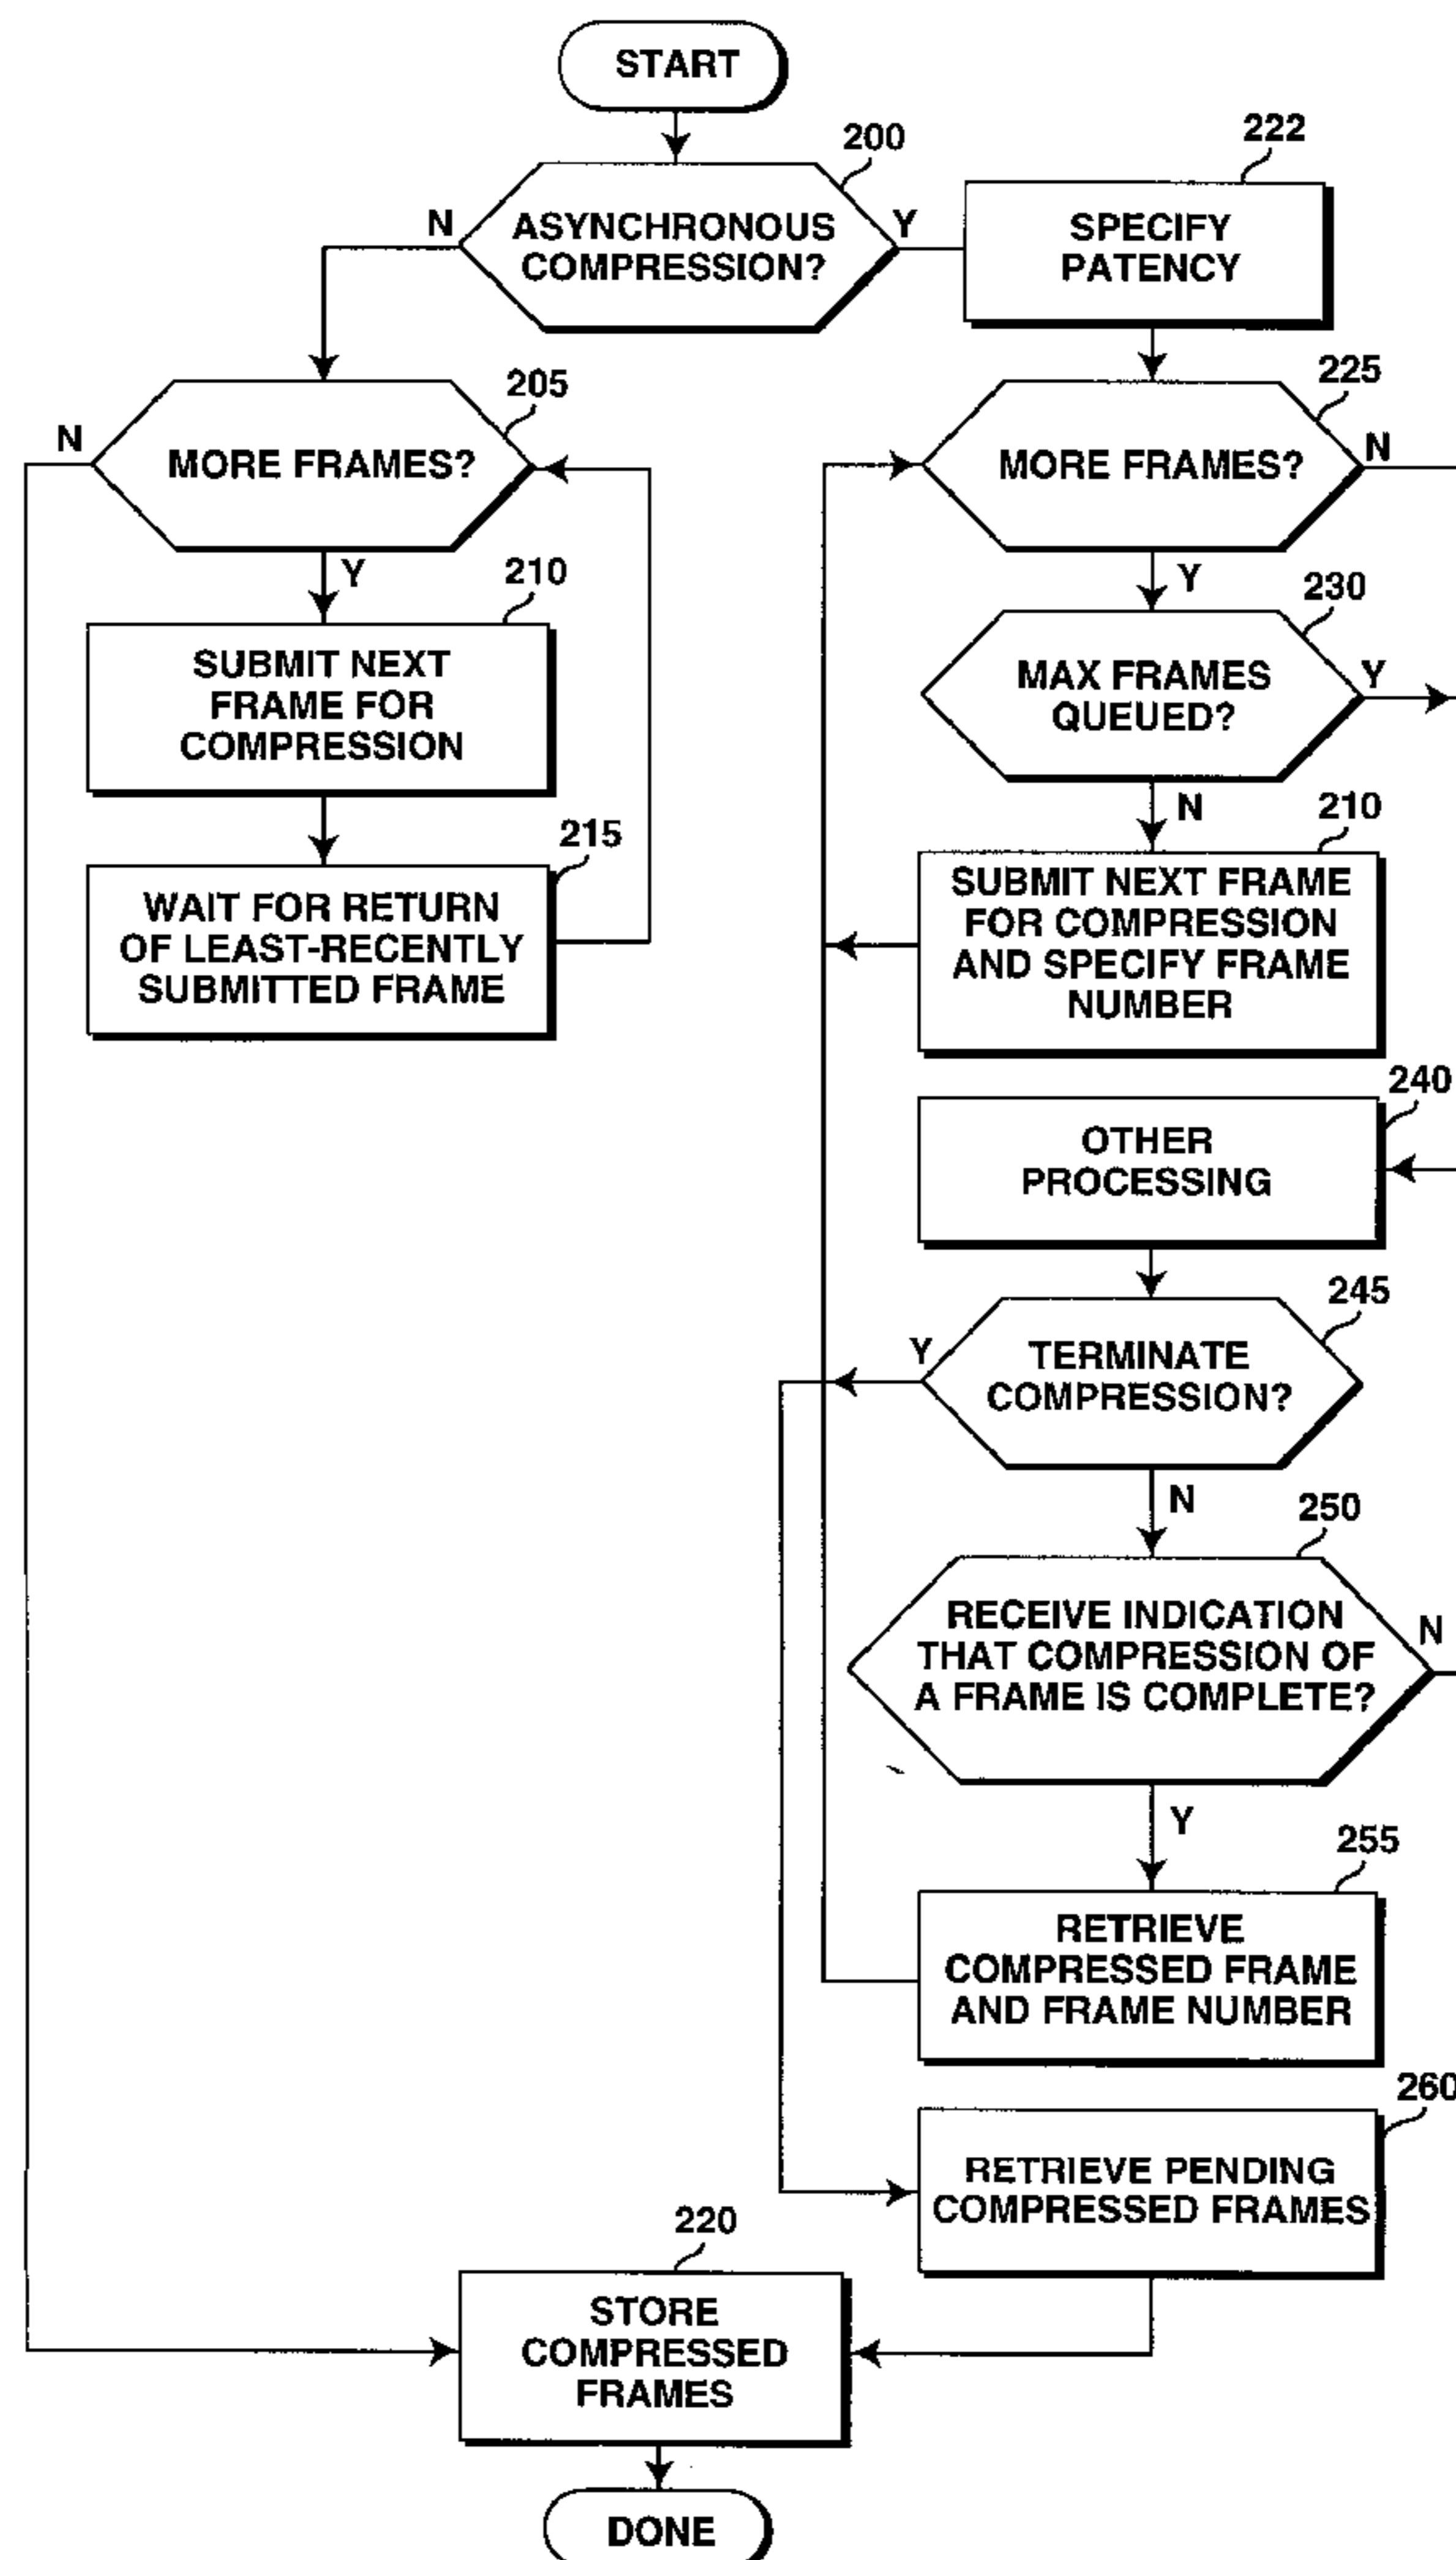 START
200
222
N
ASYNCHRONOUS
COMPRESSION?
Y
SPECIFY
PATENCY
205
225
N
MORE FRAMES?
MORE FRAMES?
N
Y
210
Y
230
SUBMIT NEXT
FRAME FOR
COMPRESSION
MAX FRAMES
QUEUED?
Y
N
215
210
WAIT FOR RETURN
OF LEAST-RECENTLY
SUBMITTED FRAME
SUBMIT NEXT FRAME
FOR COMPRESSION
AND SPECIFY FRAME
NUMBER
240
OTHER
PROCESSING
245
Y
TERMINATE
COMPRESSION?
N
250
RECEIVE INDICATION
THAT COMPRESSION OF
A FRAME IS COMPLETE?
N
Y
255
RETRIEVE
COMPRESSED FRAME
AND FRAME NUMBER
260
RETRIEVE PENDING
COMPRESSED FRAMES
220
STORE
COMPRESSED
FRAMES
DONE